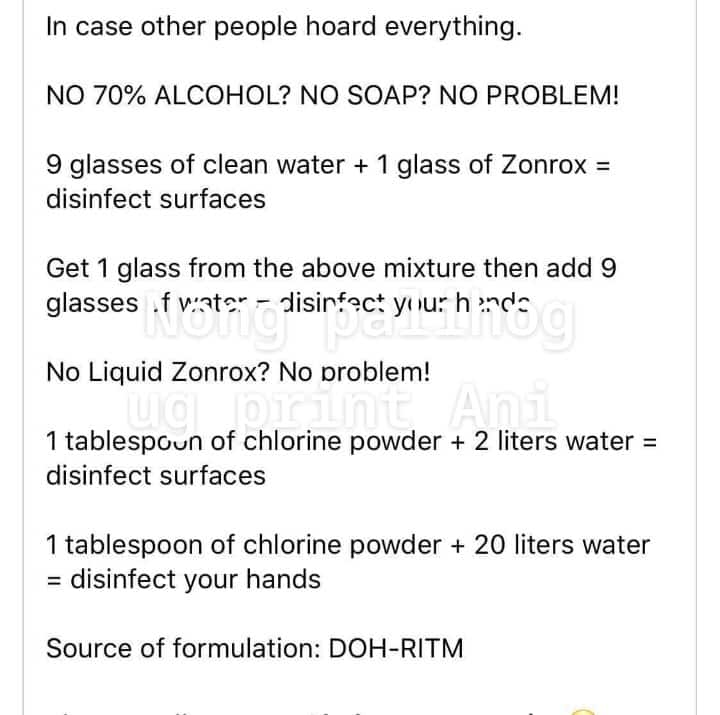 In case other people hoard everything.
NO 70% ALCOHOL? NO SOAP? NO PROBLEM!
9 glasses of clean water + 1 glass of Zonrox =
disinfect surfaces
Get 1 glass from the above mixture then add 9
glasses of water = disinfect your hands
Nong palihog
No Liquid Zonrox? No problem!
ug print Ani
1 tablespoon of chlorine powder + 2 liters water =
disinfect surfaces
1 tablespoon of chlorine powder + 20 liters water
= disinfect your hands
Source of formulation: DOH-RITM